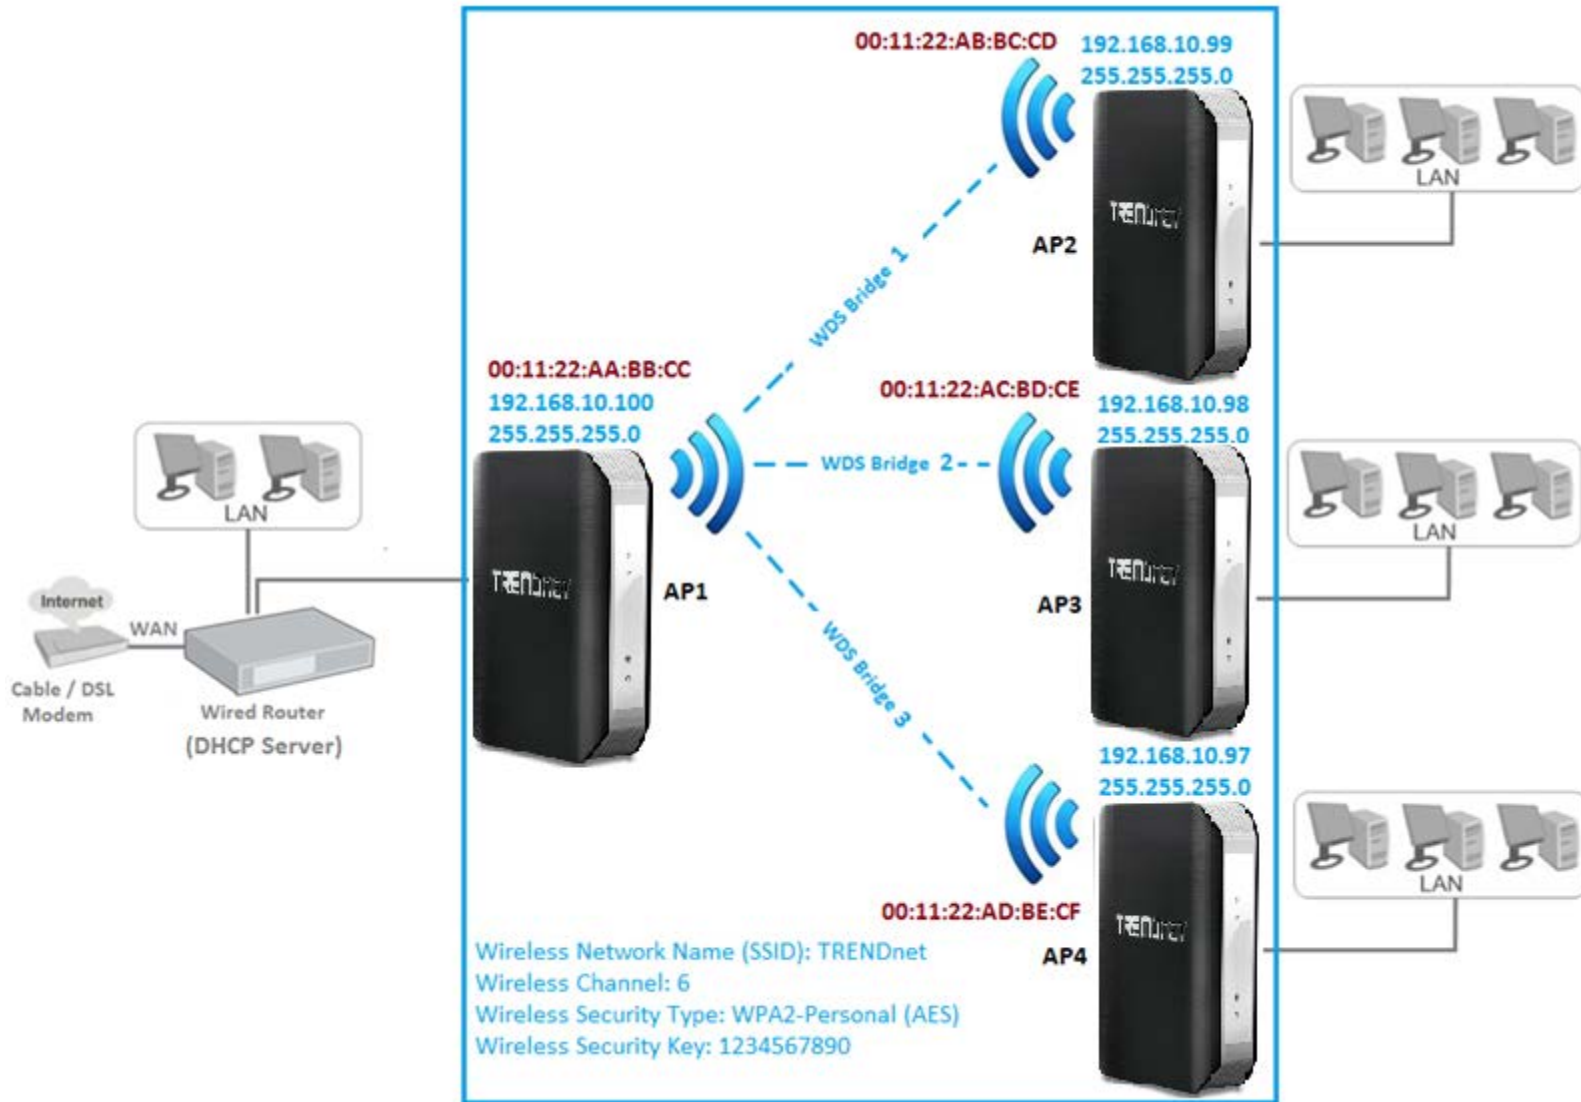 00:11:22:AB:BC:CD
192.168.10.99
255.255.255.0
LAN
TRENDnet
AP2
WDS Bridge 1
00:11:22:AA:BB:CC
192.168.10.100
255.255.255.0
00:11:22:AC:BD:CE
192.168.10.98
255.255.255.0
WDS Bridge 2
LAN
LAN
TRENDnet
AP1
TRENDnet
AP3
Internet
WAN
Cable / DSL
Modem
Wired Router
(DHCP Server)
WDS Bridge 3
192.168.10.97
255.255.255.0
LAN
00:11:22:AD:BE:CF
TRENDnet
AP4
Wireless Network Name (SSID): TRENDnet
Wireless Channel: 6
Wireless Security Type: WPA2-Personal (AES)
Wireless Security Key: 1234567890